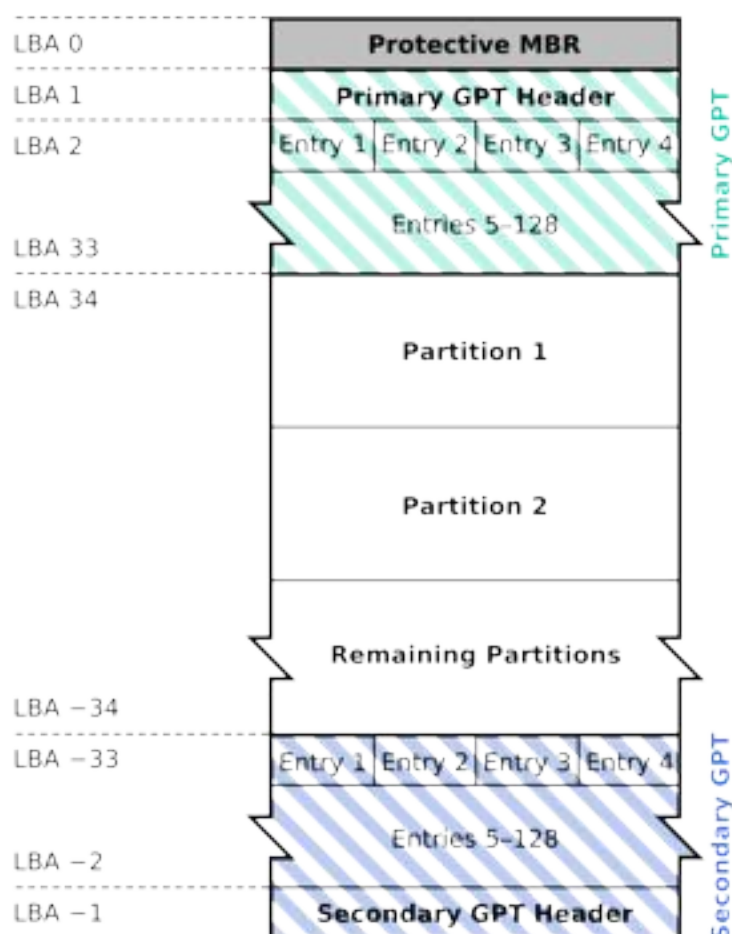 LBA 0
Protective MBR
LBA 1
Primary GPT Header
LBA 2
Entry 1 Entry 2 Entry 3 Entry 4
Entries 5–128
LBA 33
Primary GPT
LBA 34
Partition 1
Partition 2
Remaining Partitions
LBA −34
LBA −33
Entry 1 Entry 2 Entry 3 Entry 4
Entries 5–128
LBA −2
LBA −1
Secondary GPT Header
Secondary GPT